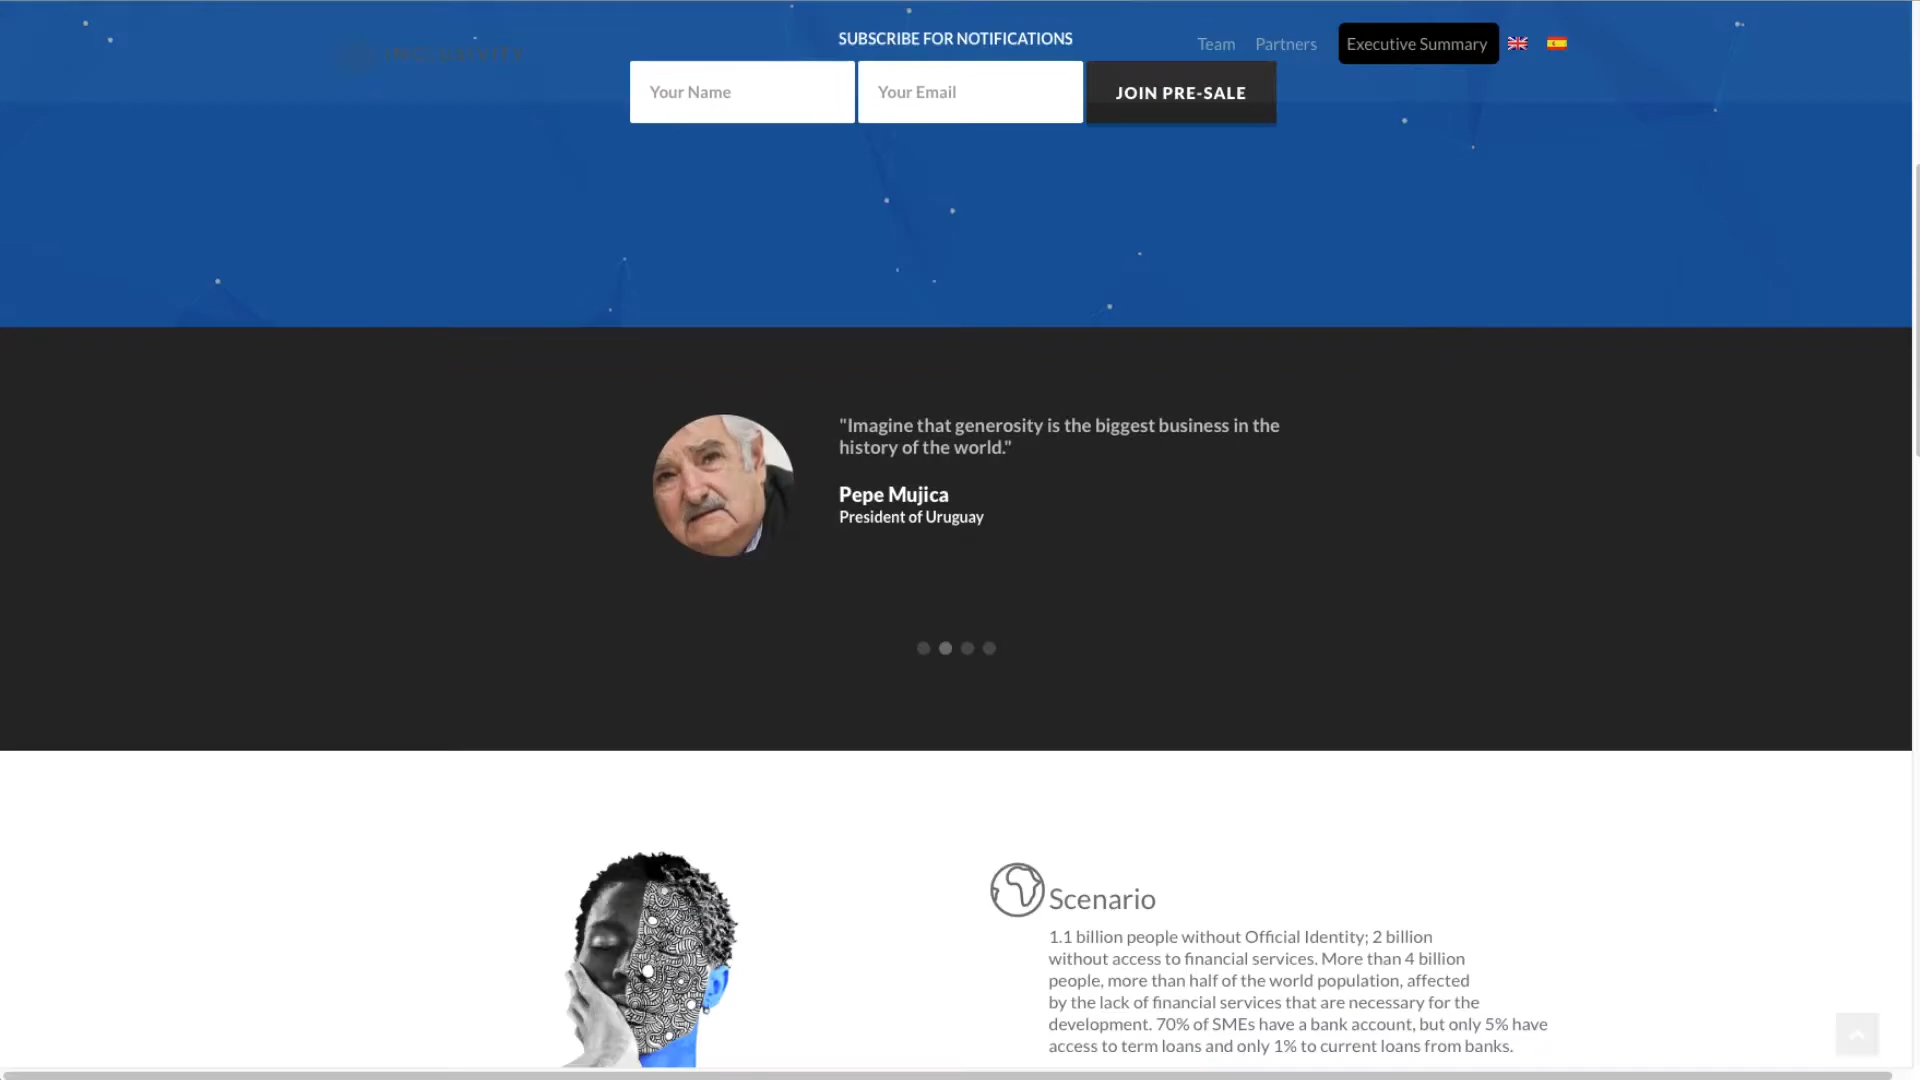 SUBSCRIBE FOR NOTIFICATIONS
Team Partners Executive Summary
Your Name Your Email JOIN PRE-SALE
"Imagine that generosity is the biggest business in the
history of the world."
Pepe Mujica
President of Uruguay
Scenario
1.1 billion people without Official Identity; 2 billion
without access to financial services. More than 4 billion
people, more than half of the world population, affected
by the lack of financial services that are necessary for the
development. 70% of SMEs have a bank account, but only 5% have
access to term loans and only 1% to current loans from banks.